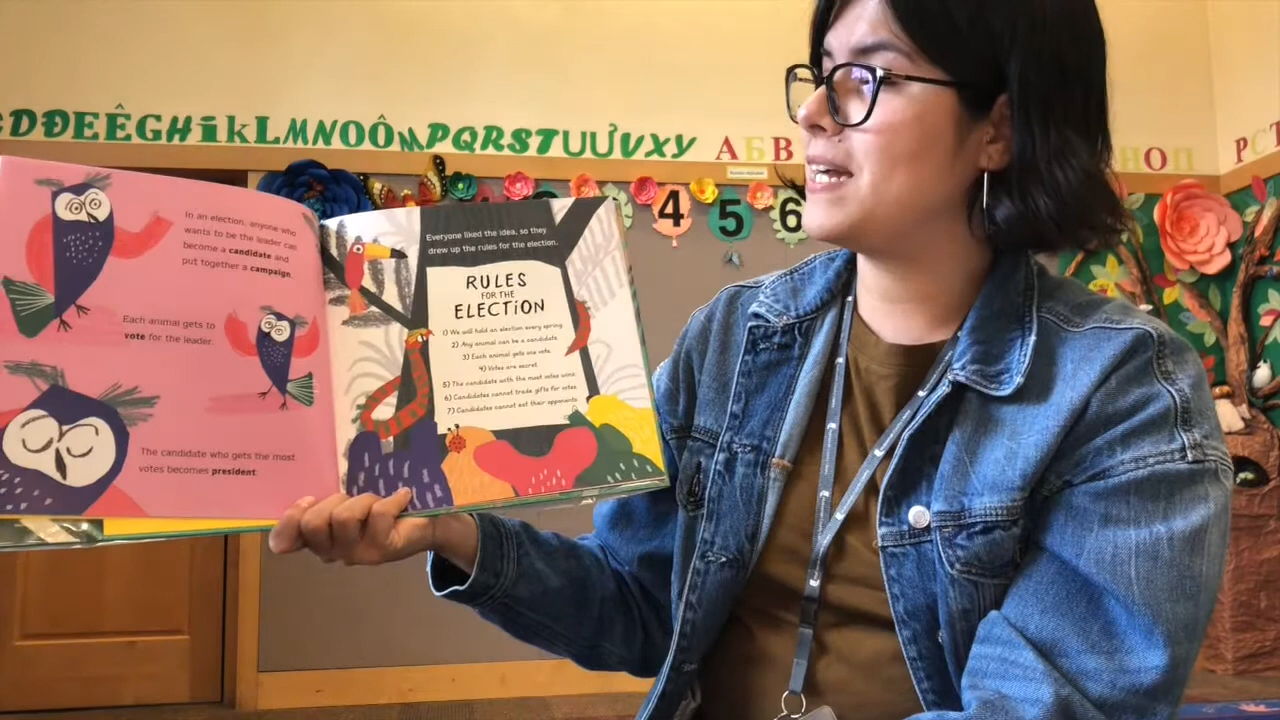 DĐEÊGHIKLMNOÔƠPQRSTUƯVXY
АБВ
НОП
РСТ
4 5 6
In an election, anyone who
wants to be the leader can
become a candidate and
put together a campaign.
Each animal gets to
vote for the leader.
The candidate who gets the most
votes becomes president.
Everyone liked the idea, so they
drew up the rules for the election.
RULES
FOR THE
ELECTION
1) We will hold an election every spring
2) Any animal can be a candidate
3) Each animal gets one vote.
4) Votes are secret.
5) The candidate with the most votes wins
6) Candidates cannot trade gifts for votes
7) Candidates cannot eat their opponents